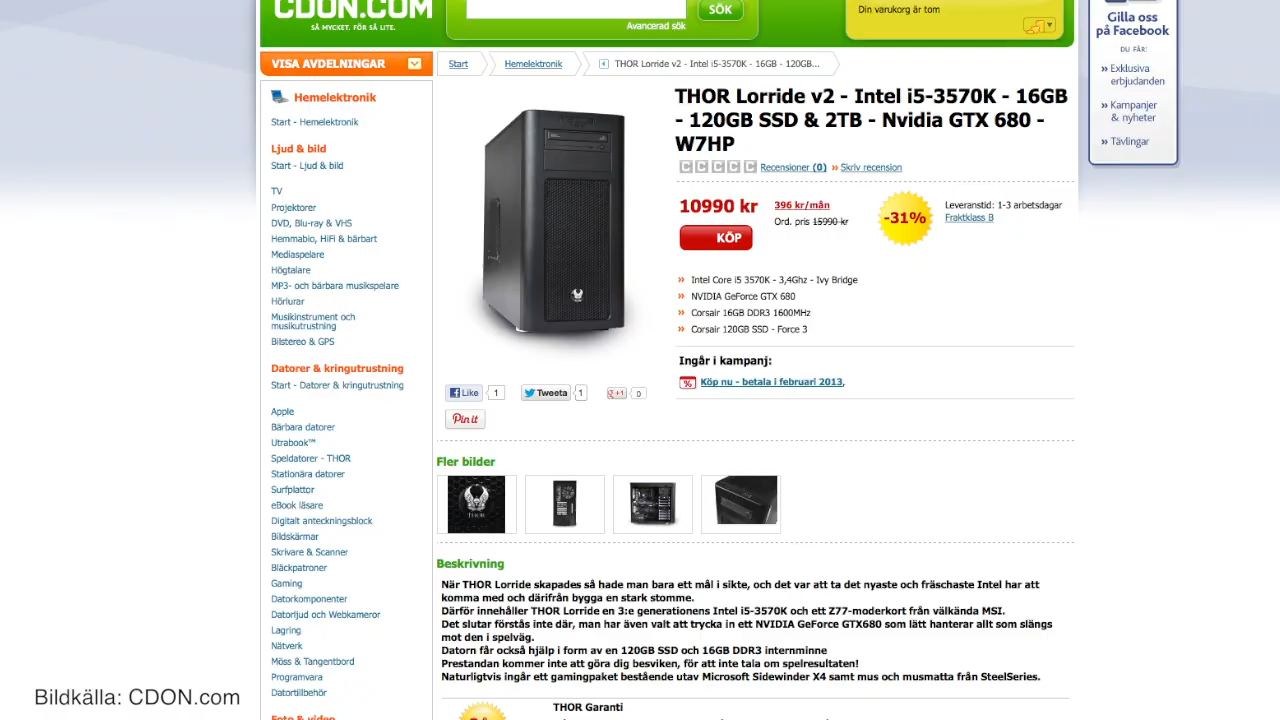 CDON.COM
SÅ MYCKET. FÖR SÅ LITE.
SÖK
Avancerad sök
Din varukorg är tom
Gilla oss
på Facebook
DU FÅR:
» Exklusiva
erbjudanden
» Kampanjer
& nyheter
» Tävlingar
VISA AVDELNINGAR
Start
Hemelektronik
THOR Lorride v2 - Intel i5-3570K - 16GB - 120GB...
Hemelektronik
Start - Hemelektronik
Ljud & bild
Start - Ljud & bild
TV
Projektorer
DVD, Blu-ray & VHS
Hemmabio, HiFi & bärbart
Mediaspelare
Högtalare
MP3- och bärbara musikspelare
Hörlurar
Musikinstrument och
musikutrustning
Bilstereo & GPS
Datorer & kringutrustning
Start - Datorer & kringutrustning
Apple
Bärbara datorer
Utrabook™
Speldatorer - THOR
Stationära datorer
Surfplattor
eBook läsare
Digitalt anteckningsblock
Bildskärmar
Skrivare & Scanner
Bläckpatroner
Gaming
Datorkomponenter
Datorljud och Webkameror
Lagring
Nätverk
Möss & Tangentbord
Programvara
Datortillbehör
Foto & video
THOR Lorride v2 - Intel i5-3570K - 16GB
- 120GB SSD & 2TB - Nvidia GTX 680 -
W7HP
C C C C C Recensioner (0) » Skriv recension
10990 kr
396 kr/mån
Ord. pris 15990 kr
-31%
Leveranstid: 1-3 arbetsdagar
Fraktklass B
KÖP
» Intel Core i5 3570K - 3,4Ghz - Ivy Bridge
» NVIDIA GeForce GTX 680
» Corsair 16GB DDR3 1600MHz
» Corsair 120GB SSD - Force 3
Ingår i kampanj:
% Köp nu - betala i februari 2013,
Like 1
Tweeta 1
+1 0
Pin it
Fler bilder
THOR
Beskrivning
När THOR Lorride skapades så hade man bara ett mål i sikte, och det var att ta det nyaste och fräschaste Intel har att
komma med och därifrån bygga en stark stomme.
Därför innehåller THOR Lorride en 3:e generationens Intel i5-3570K och ett Z77-moderkort från välkända MSI.
Det slutar förstås inte där, man har även valt att trycka in ett NVIDIA GeForce GTX680 som lätt hanterar allt som slängs
mot den i spelväg.
Datorn får också hjälp i form av en 120GB SSD och 16GB DDR3 internminne
Prestandan kommer inte att göra dig besviken, för att inte tala om spelresultaten!
Naturligtvis ingår ett gamingpaket bestående utav Microsoft Sidewinder X4 samt mus och musmatta från SteelSeries.
THOR Garanti
Bildkälla: CDON.com